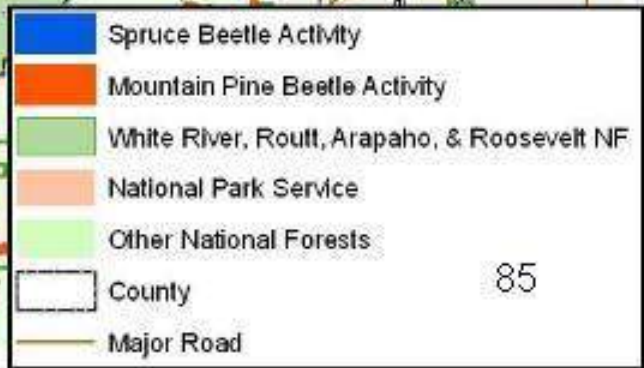 Spruce Beetle Activity
Mountain Pine Beetle Activity
White River, Routt, Arapaho, & Roosevelt NF
National Park Service
Other National Forests
County
85
Major Road